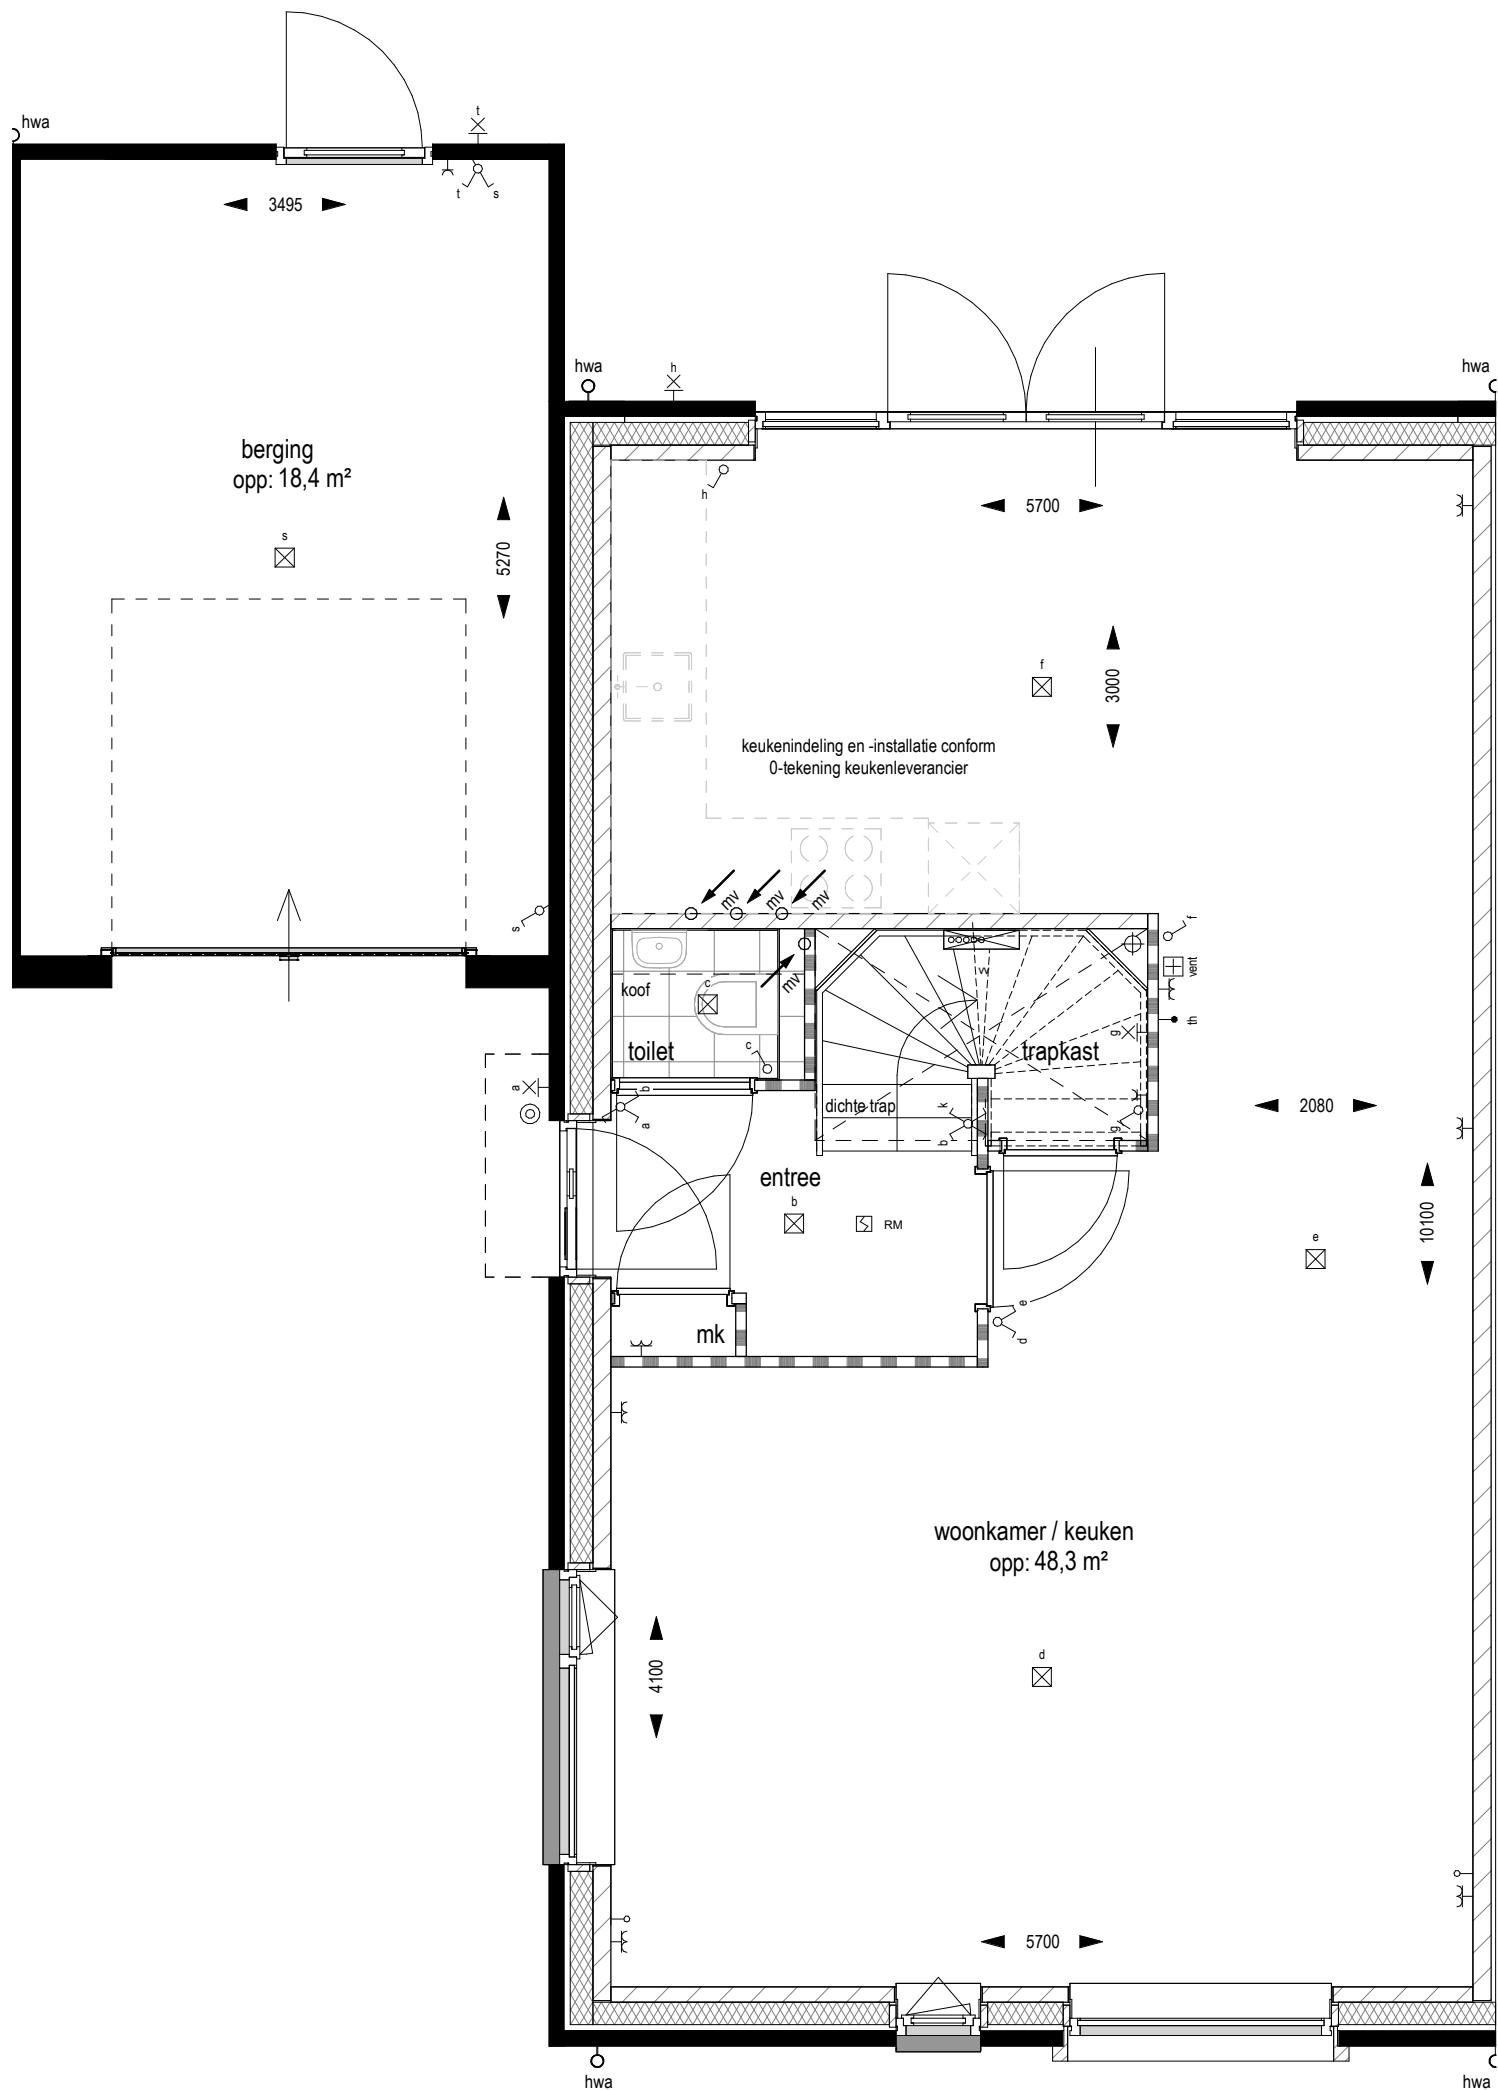 hwa
t
t
s
3495
berging
opp: 18,4 m²
s
5270
s
hwa
h
hwa
h
5700
f
3000
keukenindeling en -installatie conform
0-tekening keukenleverancier
mv
mv
mv
mv
koof
c
toilet
c
f
vent
th
g
trapkast
g
dichte trap
k
b
a
b
a
2080
entree
b
RM
10100
e
e
d
mk
woonkamer / keuken
opp: 48,3 m²
4100
d
5700
hwa
hwa